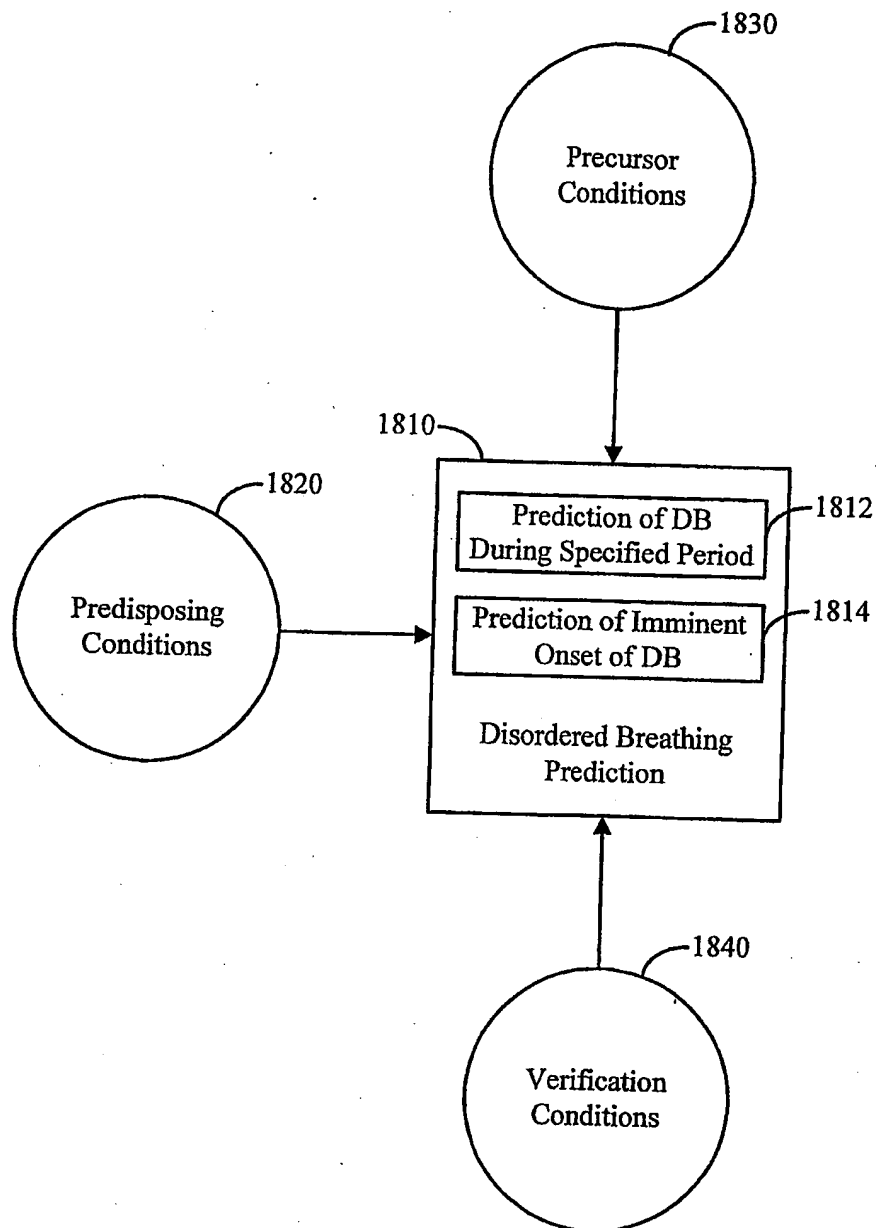 1830
Precursor
Conditions
1810
1820
Prediction of DB
During Specified Period
1812
Predisposing
Conditions
Prediction of Imminent
Onset of DB
1814
Disordered Breathing
Prediction
1840
Verification
Conditions